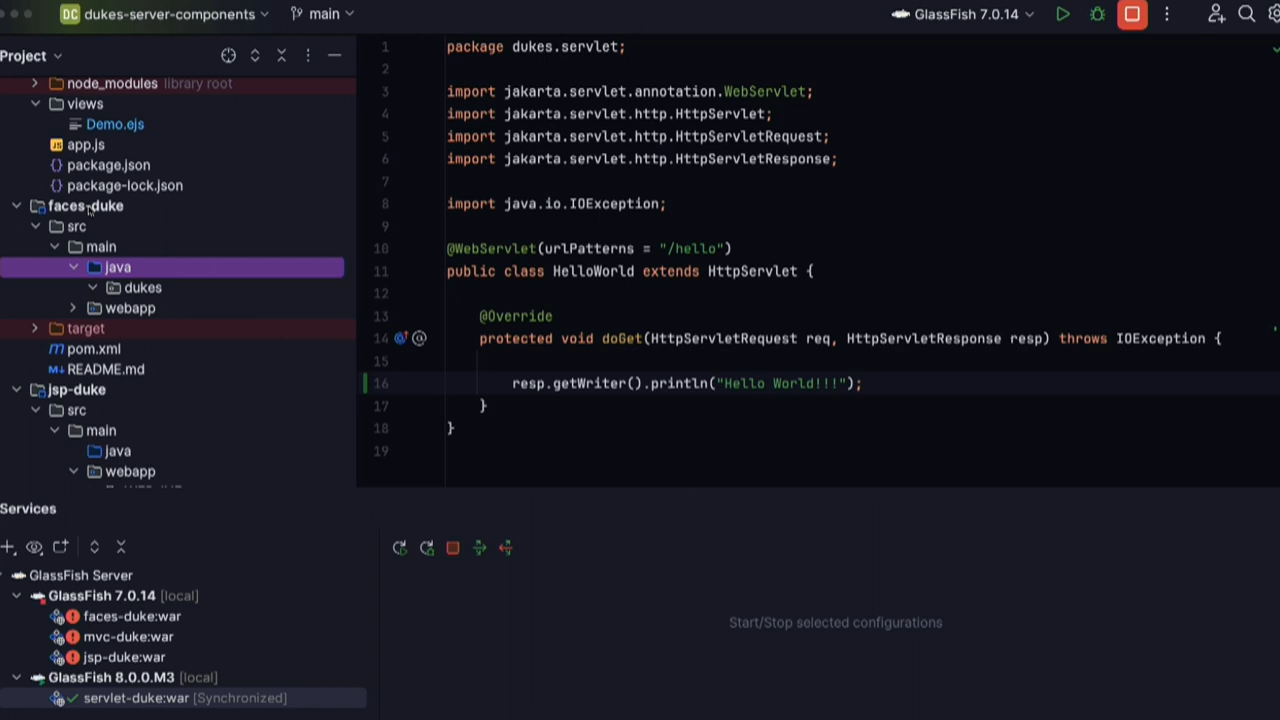 DC dukes-server-components main GlassFish 7.0.14
Project
node_modules library root
views
Demo.ejs
JS app.js
{} package.json
{} package-lock.json
faces-duke
src
main
java
dukes
webapp
target
m pom.xml
M↓ README.md
jsp-duke
src
main
java
webapp
1 package dukes.servlet;
2
3 import jakarta.servlet.annotation.WebServlet;
4 import jakarta.servlet.http.HttpServlet;
5 import jakarta.servlet.http.HttpServletRequest;
6 import jakarta.servlet.http.HttpServletResponse;
7
8 import java.io.IOException;
9
10 @WebServlet(urlPatterns = "/hello")
11 public class HelloWorld extends HttpServlet {
12
13 @Override
14 protected void doGet(HttpServletRequest req, HttpServletResponse resp) throws IOException {
15
16 resp.getWriter().println("Hello World!!!");
17 }
18 }
19
Services
GlassFish Server
GlassFish 7.0.14 [local]
faces-duke:war
mvc-duke:war
jsp-duke:war
GlassFish 8.0.0.M3 [local]
servlet-duke:war [Synchronized]
Start/Stop selected configurations